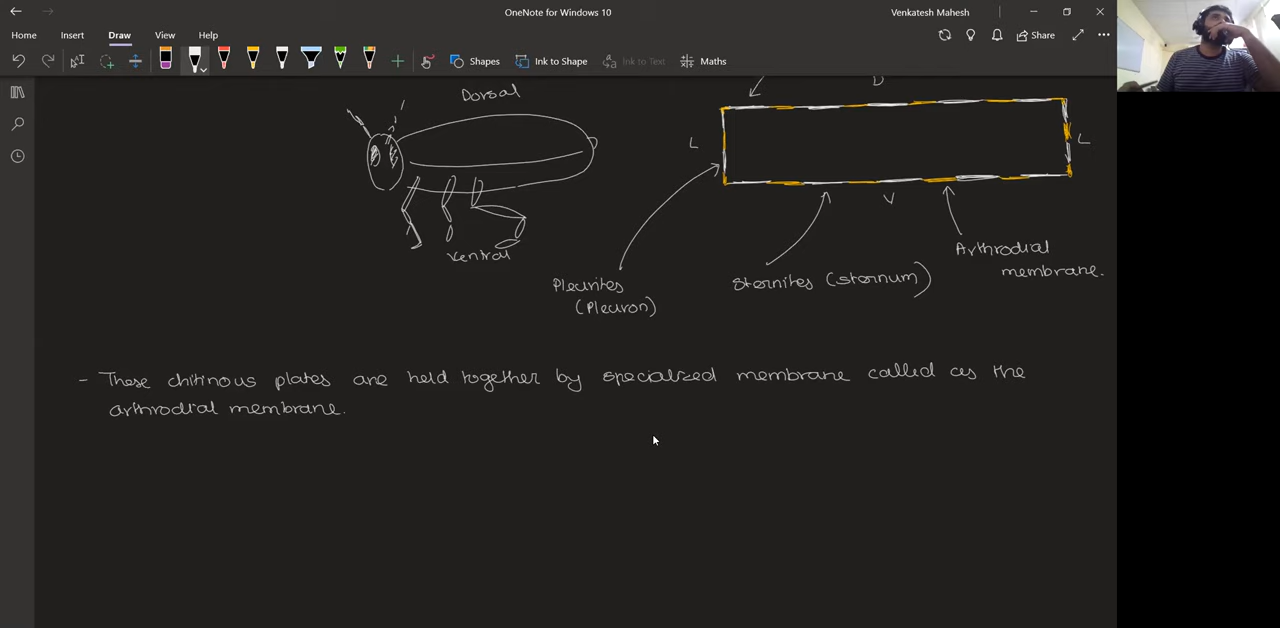 OneNote for Windows 10
Venkatesh Mahesh
Home Insert Draw View Help
Share
Shapes
Ink to Shape
Ink to Text
Maths
Dorsal
D
L
L
V
Ventral
Pleurites
(Pleuron)
Sternites (sternum)
Arthrodial
membrane.
- These chitinous plates are held together by specialized membrane called as the
arthrodial membrane.